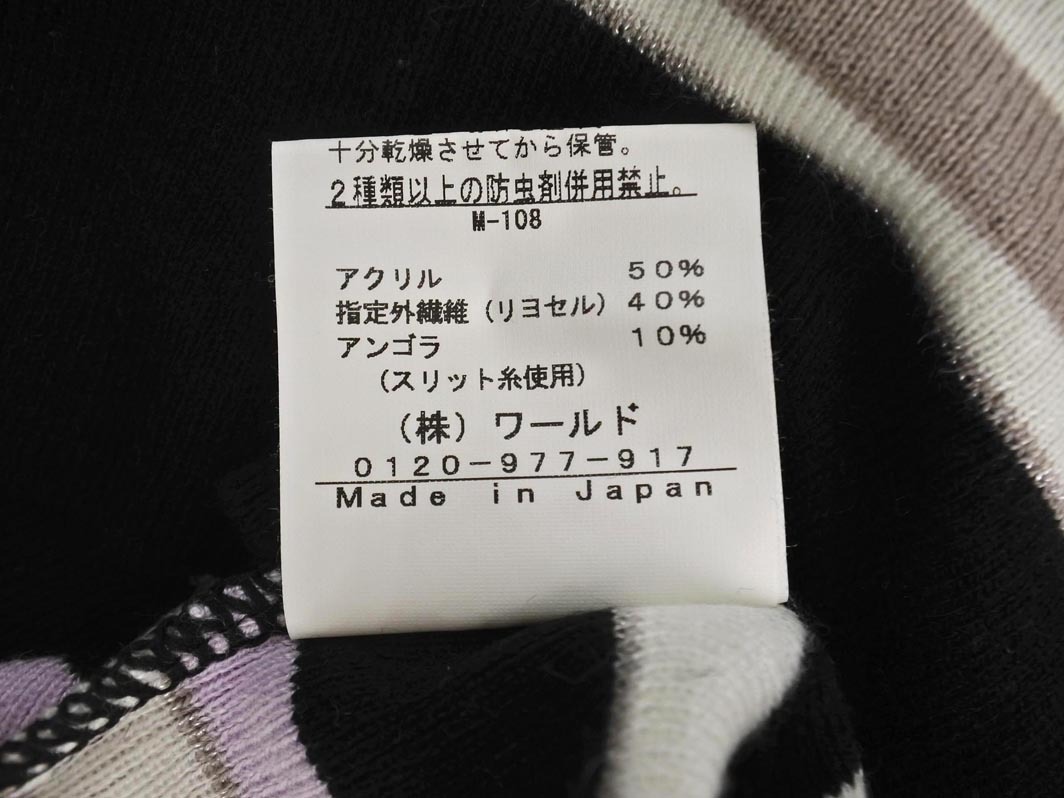 十分乾燥させてから保管。
2種類以上の防虫剤併用禁止。
M-108
アクリル 50%
指定外繊維（リヨセル）40%
アンゴラ 10%
（スリット糸使用）
（株）ワールド
0120-977-917
Made in Japan